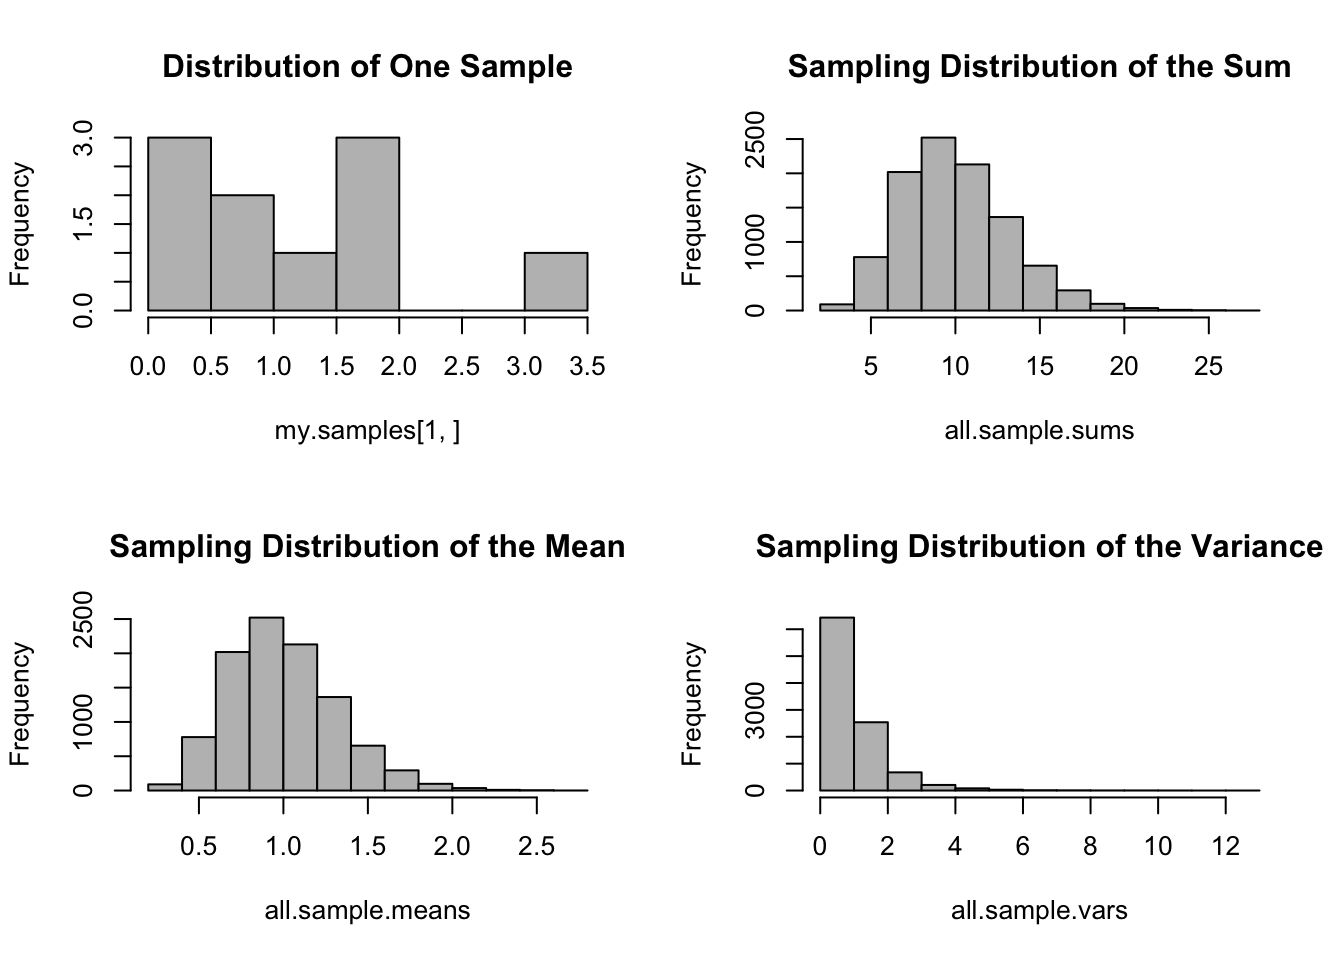 Distribution of One Sample
Frequency
0.0 1.5 3.0
0.0 0.5 1.0 1.5 2.0 2.5 3.0 3.5
my.samples[1, ]
Sampling Distribution of the Sum
Frequency
0 1000 2500
5 10 15 20 25
all.sample.sums
Sampling Distribution of the Mean
Frequency
0 1000 2500
0.5 1.0 1.5 2.0 2.5
all.sample.means
Sampling Distribution of the Variance
Frequency
0 3000
0 2 4 6 8 10 12
all.sample.vars